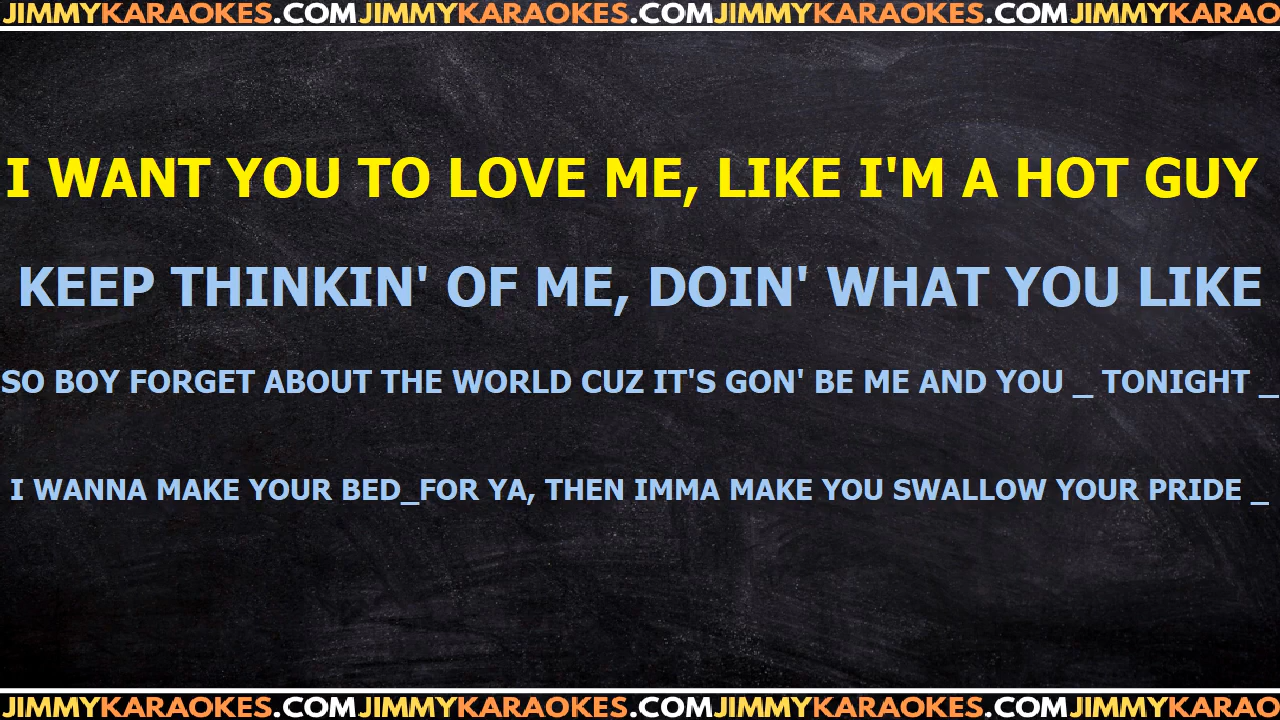 JIMMYKARAOKES.COMJIMMYKARAOKES.COMJIMMYKARAOKES.COMJIMMYKARAO
I WANT YOU TO LOVE ME, LIKE I'M A HOT GUY
KEEP THINKIN' OF ME, DOIN' WHAT YOU LIKE
SO BOY FORGET ABOUT THE WORLD CUZ IT'S GON' BE ME AND YOU _ TONIGHT _
I WANNA MAKE YOUR BED_FOR YA, THEN IMMA MAKE YOU SWALLOW YOUR PRIDE _
JIMMYKARAOKES.COMJIMMYKARAOKES.COMJIMMYKARAOKES.COMJIMMYKARAO